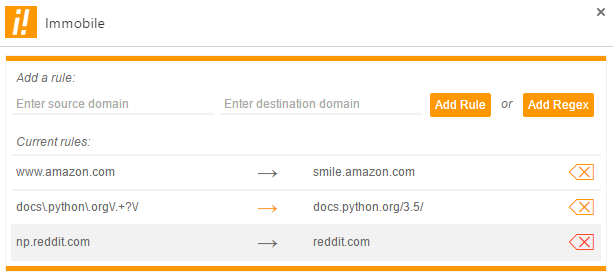 i! Immobile
Add a rule:
Enter source domain Enter destination domain Add Rule or Add Regex
Current rules:
www.amazon.com → smile.amazon.com
docs\.python\.org\/.+?\/ → docs.python.org/3.5/
np.reddit.com → reddit.com